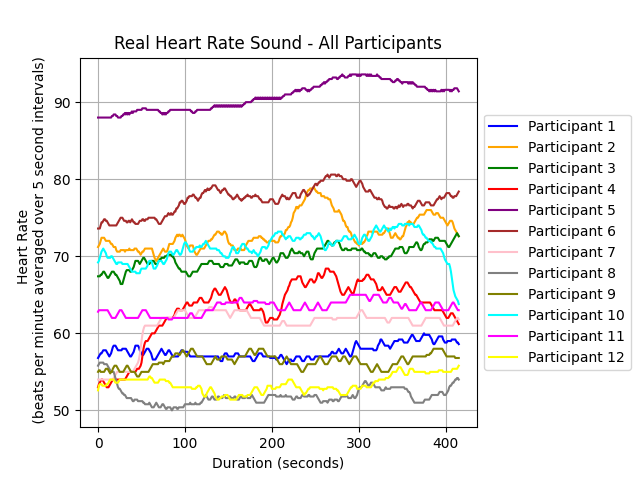 Real Heart Rate Sound - All Participants
Heart Rate
(beats per minute averaged over 5 second intervals)
90
80
70
60
50
0 100 200 300 400
Duration (seconds)
Participant 1
Participant 2
Participant 3
Participant 4
Participant 5
Participant 6
Participant 7
Participant 8
Participant 9
Participant 10
Participant 11
Participant 12